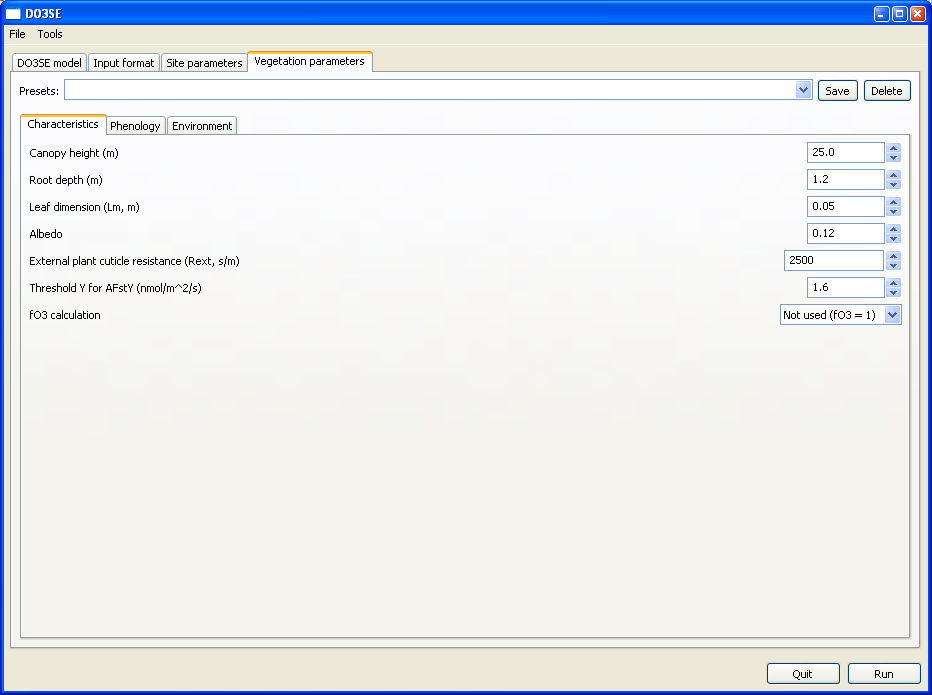 DO3SE
File Tools
DO3SE model Input format Site parameters Vegetation parameters
Presets: Save Delete
Characteristics Phenology Environment
Canopy height (m) 25.0
Root depth (m) 1.2
Leaf dimension (Lm, m) 0.05
Albedo 0.12
External plant cuticle resistance (Rext, s/m) 2500
Threshold Y for AFstY (nmol/m^2/s) 1.6
fO3 calculation Not used (fO3 = 1)
Quit Run